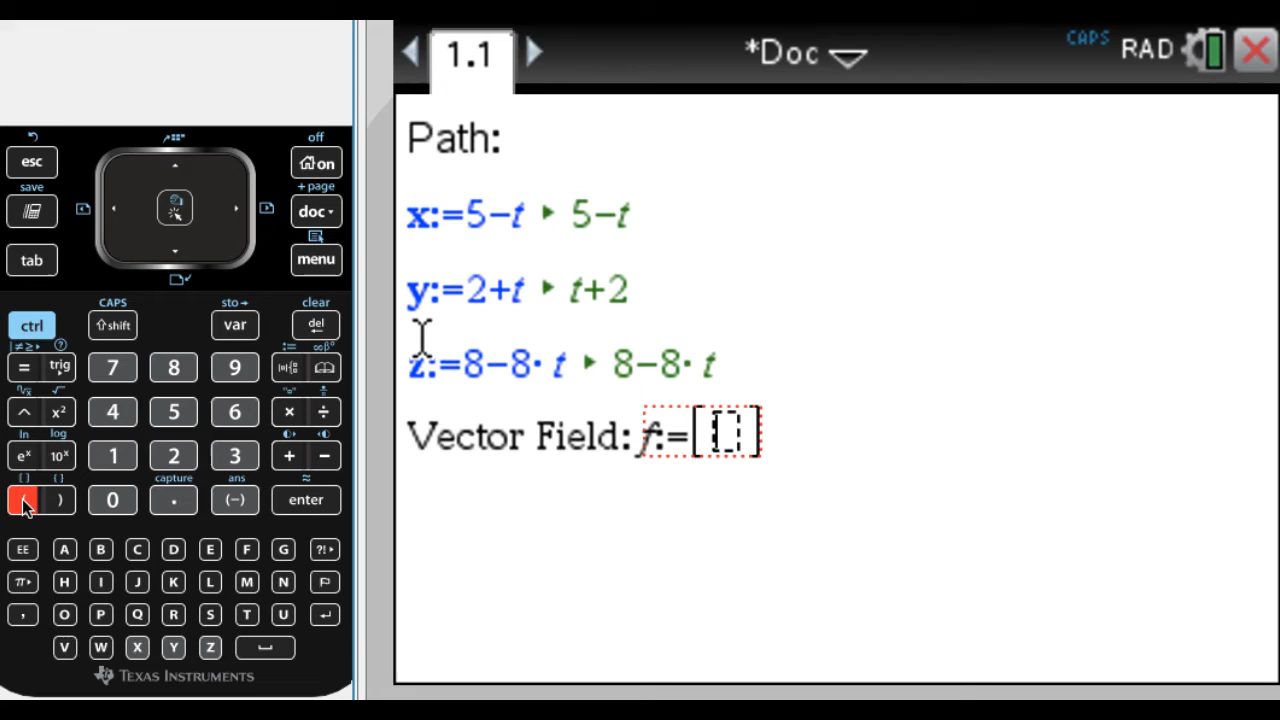 1.1 *Doc CAPS RAD
Path:
x:=5−t ▸ 5−t
y:=2+t ▸ t+2
z:=8−8· t ▸ 8−8· t
Vector Field: f:=[ ]
off
esc on
save + page
doc
tab menu
CAPS sto→ clear
ctrl ⇧shift var del
|≠≥▸ ? := ∞β°
= trig 7 8 9
ⁿ√x √ "∞" ÷
^ x² 4 5 6 × ÷
ln log
eˣ 10ˣ 1 2 3 + −
[ ] { } capture ans ≈
( ) 0 . (−) enter
EE A B C D E F G ?!▸
π▸ H I J K L M N
, O P Q R S T U ↵
V W X Y Z
TEXAS INSTRUMENTS